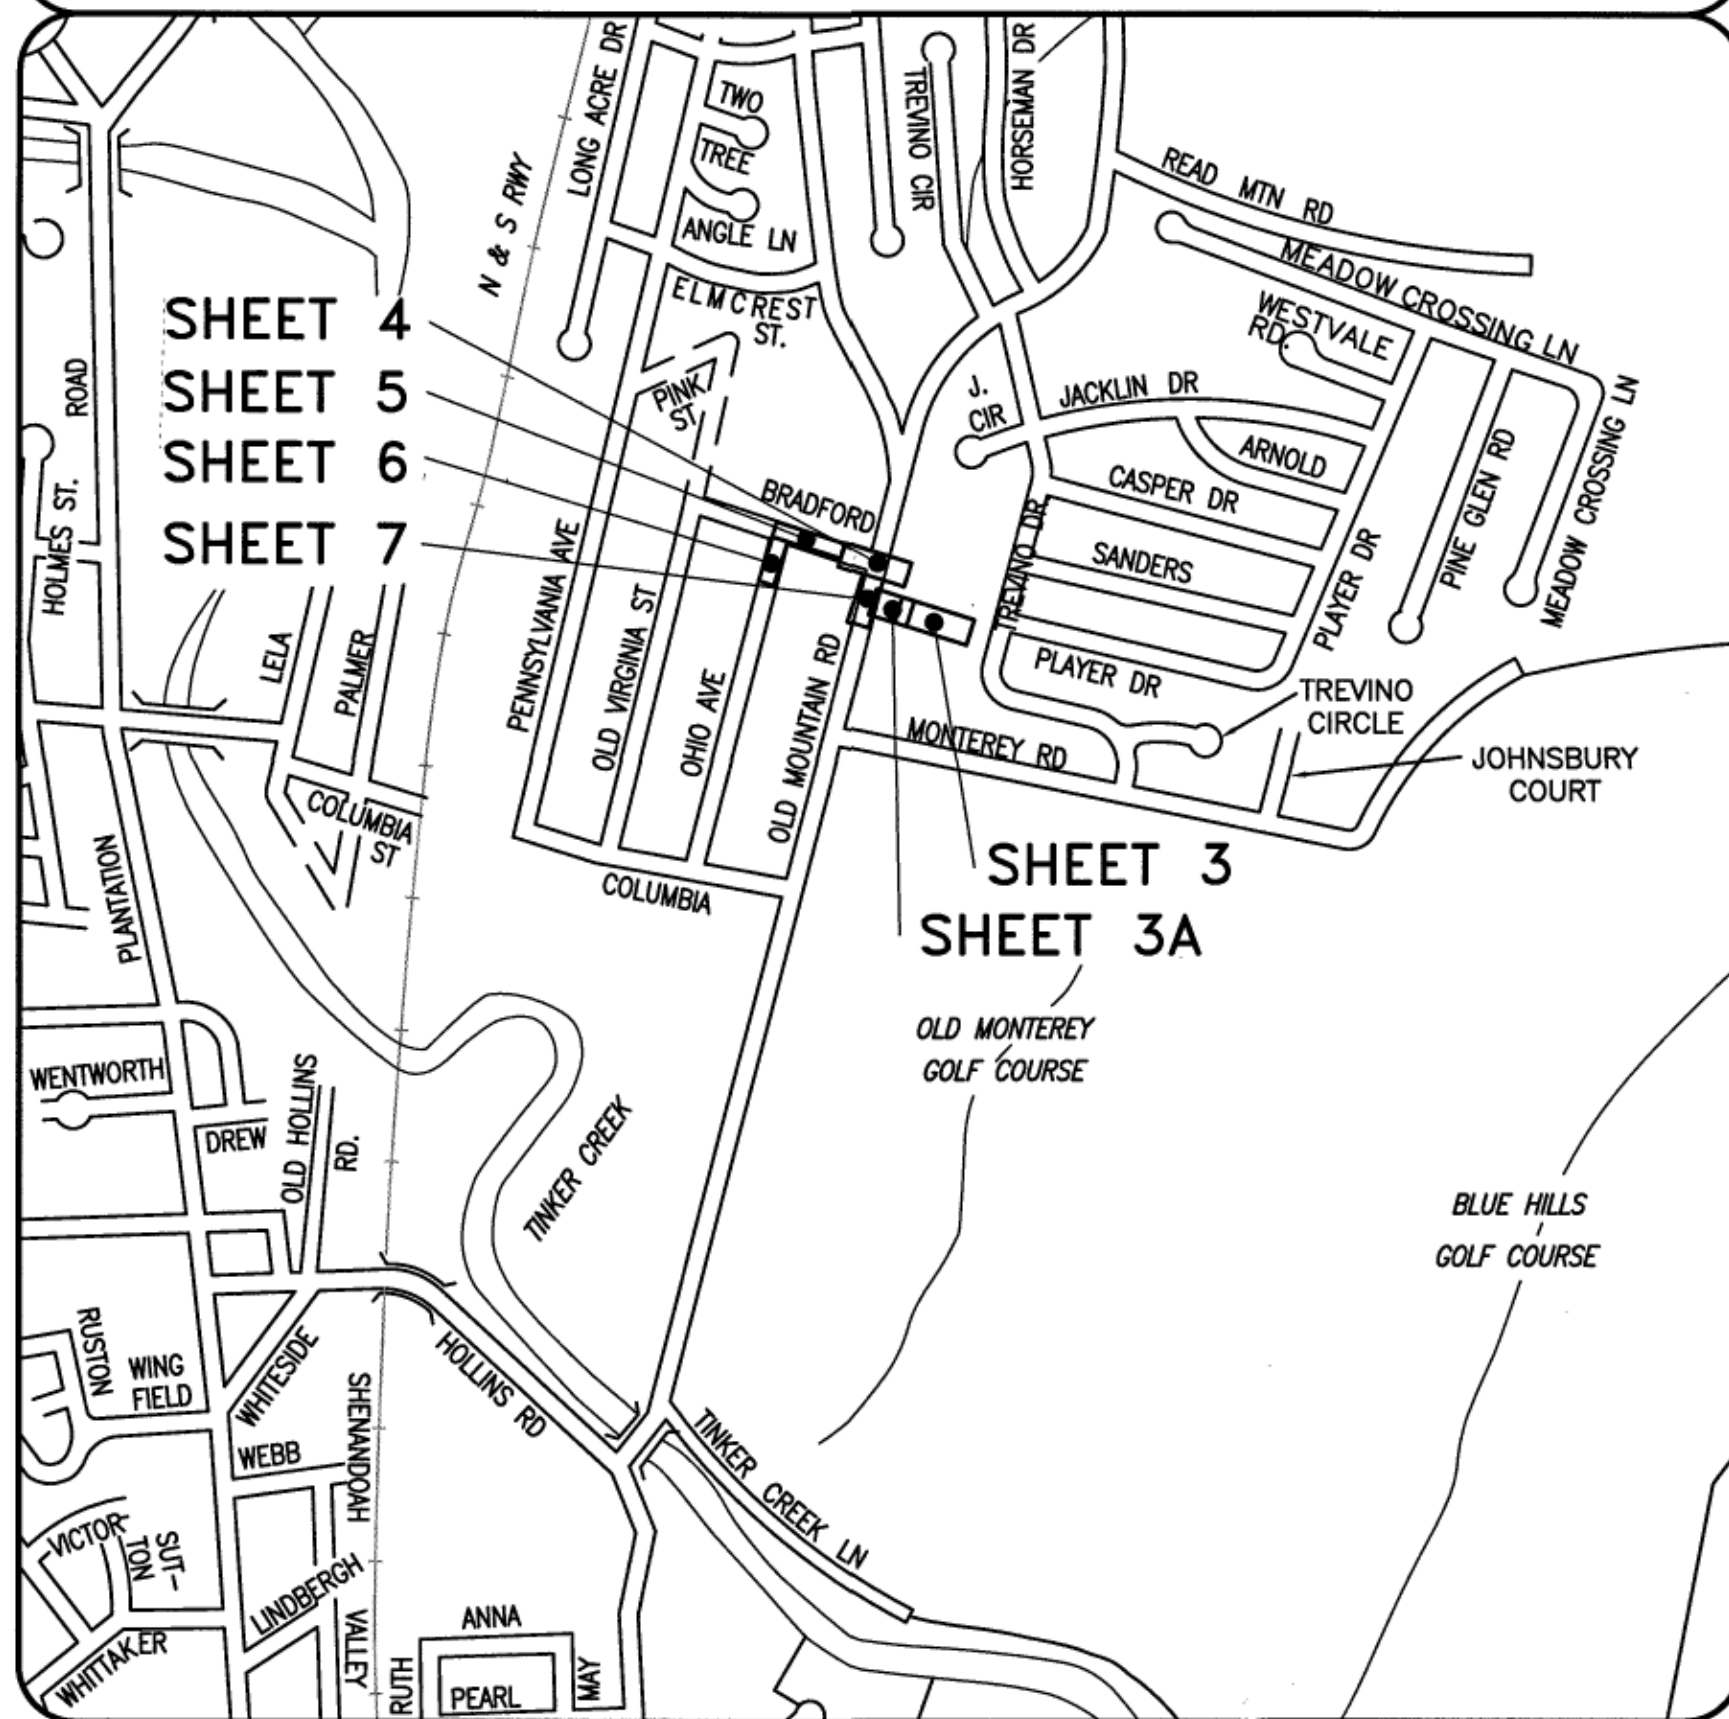 LONG ACRE DR
TWO
TREE
ANGLE LN
TREVINO CIR
HORSEMAN DR
READ MTN RD
MEADOW CROSSING LN
N & S RWY
ELMCREST
ST.
WESTVALE
RD.
SHEET 4
SHEET 5
SHEET 6
SHEET 7
ROAD
HOLMES ST.
PINK
ST
J.
CIR
JACKLIN DR
ARNOLD
CASPER DR
SANDERS
BRADFORD
TREVINO DR.
PLAYER DR
PINE GLEN RD
MEADOW CROSSING LN
LELA
PALMER
PENNSYLVANIA AVE
OLD VIRGINIA ST
OHIO AVE
OLD MOUNTAIN RD
PLAYER DR
MONTEREY RD
TREVINO
CIRCLE
JOHNSBURY
COURT
COLUMBIA
ST
COLUMBIA
PLANTATION
SHEET 3
SHEET 3A
OLD MONTEREY
GOLF COURSE
WENTWORTH
DREW
OLD HOLLINS
RD.
TINKER CREEK
BLUE HILLS
GOLF COURSE
RUSTON
WING
FIELD
WHITESIDE
HOLLINS RD
WEBB
SHENANDOAH
VALLEY
TINKER CREEK LN
VICTOR-
SUT-
TON
LINDBERGH
WHITTAKER
ANNA
RUTH
PEARL
MAY